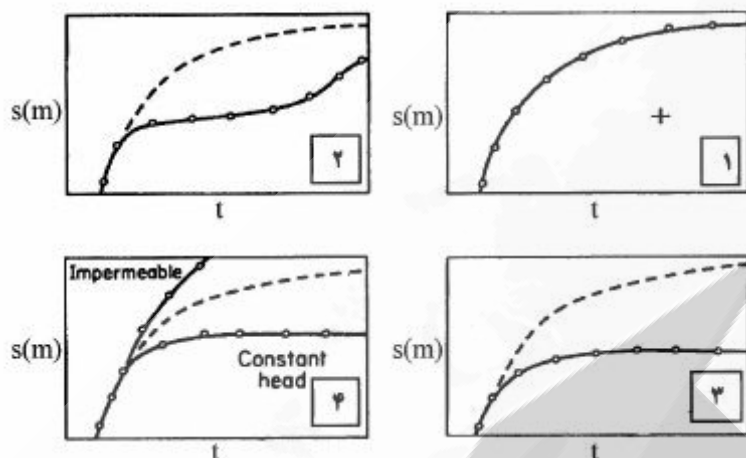 s(m)
۱
t
s(m)
۲
t
s(m)
۳
t
Impermeable
s(m)
Constant
head
۴
t